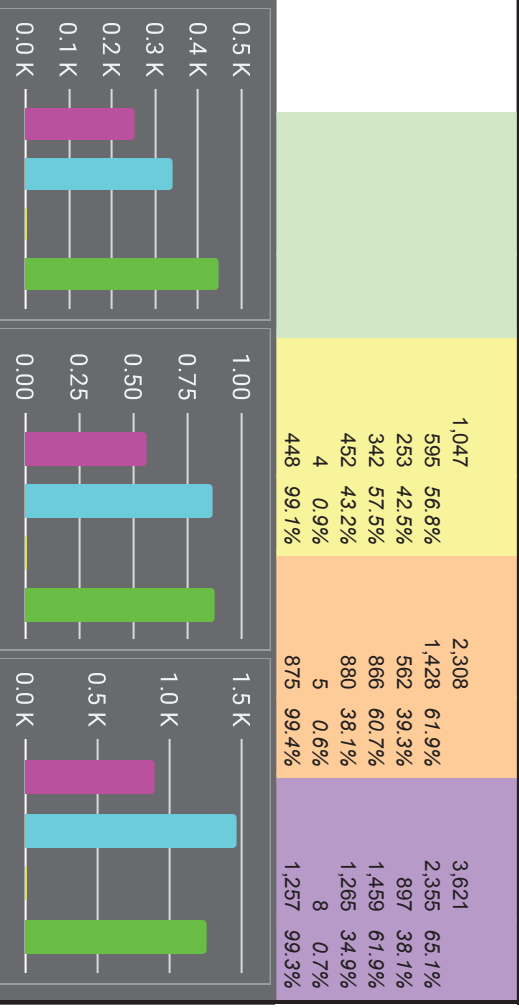 1,047 2,308 3,621
595 56.8% 1,428 61.9% 2,355 65.1%
253 42.5% 562 39.3% 897 38.1%
342 57.5% 866 60.7% 1,459 61.9%
452 43.2% 880 38.1% 1,265 34.9%
4 0.9% 5 0.6% 8 0.7%
448 99.1% 875 99.4% 1,257 99.3%
0.5 K
0.4 K
0.3 K
0.2 K
0.1 K
0.0 K
1.00
0.75
0.50
0.25
0.00
1.5 K
1.0 K
0.5 K
0.0 K